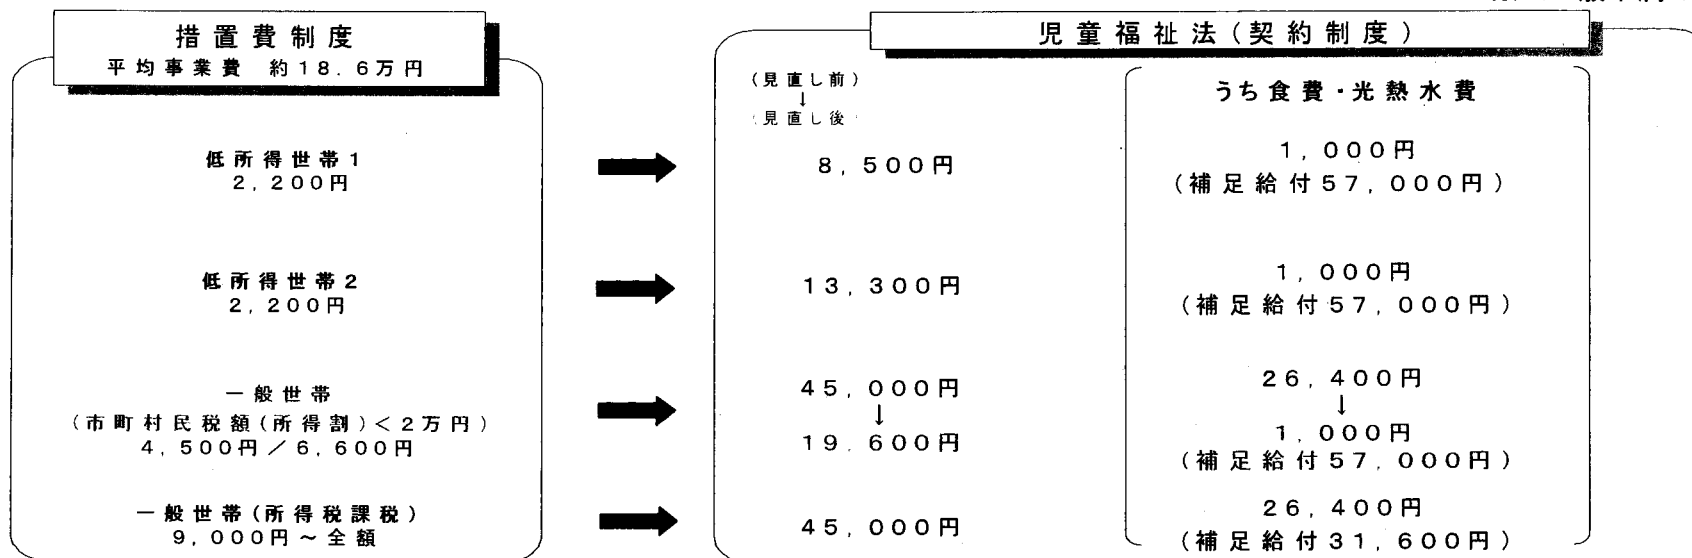 措置費制度
平均事業費 約18.6万円
低所得世帯1
2,200円
低所得世帯2
2,200円
一般世帯
(市町村民税額(所得割)<2万円)
4,500円/6,600円
一般世帯(所得税課税)
9,000円~全額
児童福祉法(契約制度)
(見直し前)
↓
(見直し後)
8,500円
13,300円
45,000円
↓
19,600円
45,000円
うち食費・光熱水費
1,000円
(補足給付57,000円)
1,000円
(補足給付57,000円)
26,400円
↓
1,000円
(補足給付57,000円)
26,400円
(補足給付31,600円)